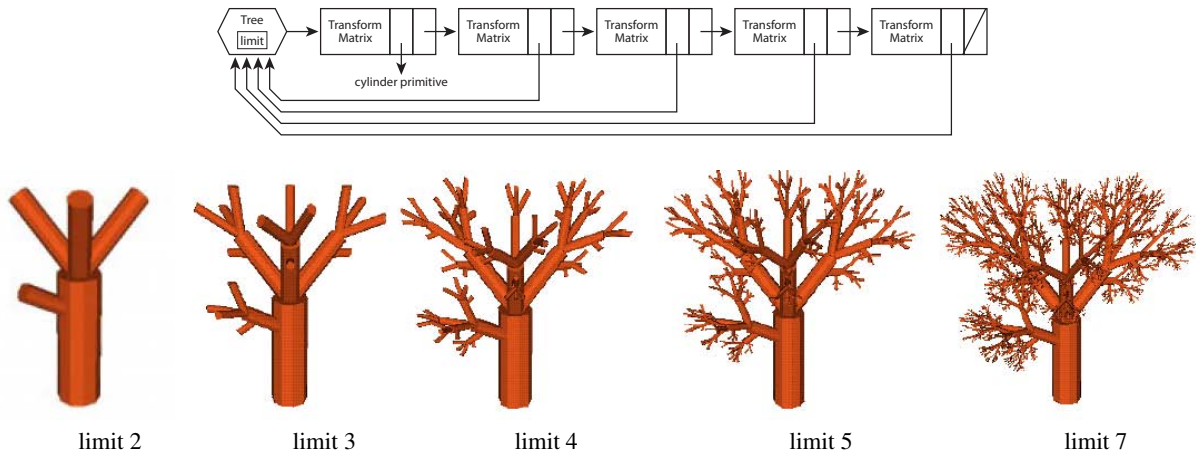 Tree
limit
Transform
Matrix
Transform
Matrix
Transform
Matrix
Transform
Matrix
Transform
Matrix
cylinder primitive
limit 2
limit 3
limit 4
limit 5
limit 7